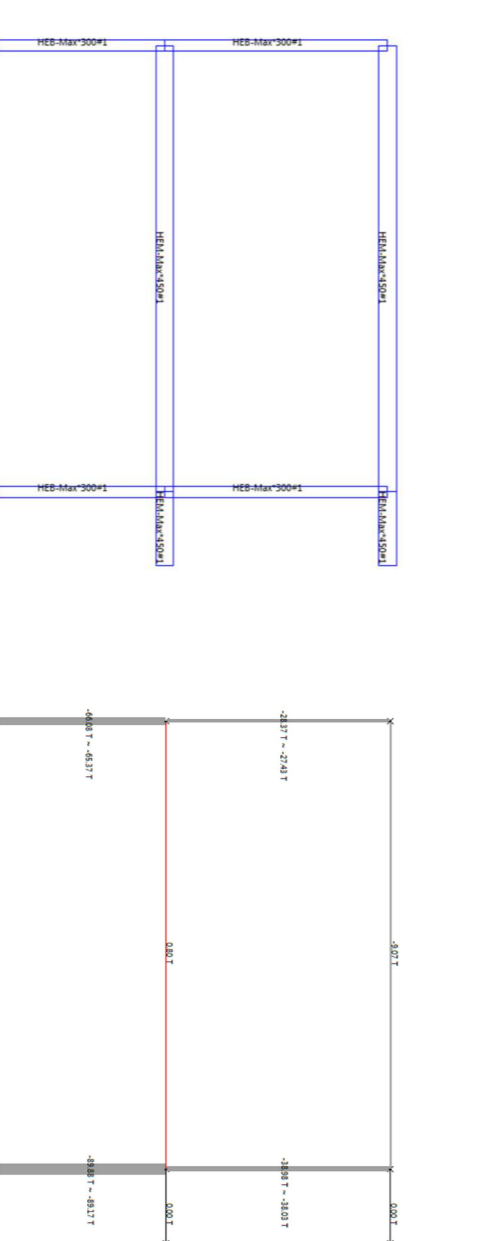 HEB-Max*300#1
HEB-Max*300#1
HEM-Max*450#1
HEM-Max*450#1
HEB-Max*300#1
HEB-Max*300#1
HEM-Max*450#1
HEM-Max*450#1
-66.08 T ~ -65.37 T
-28.37 T ~ -27.43 T
0.80 T
-9.07 T
-89.88 T ~ -89.17 T
-38.98 T ~ -38.03 T
0.00 T
0.00 T